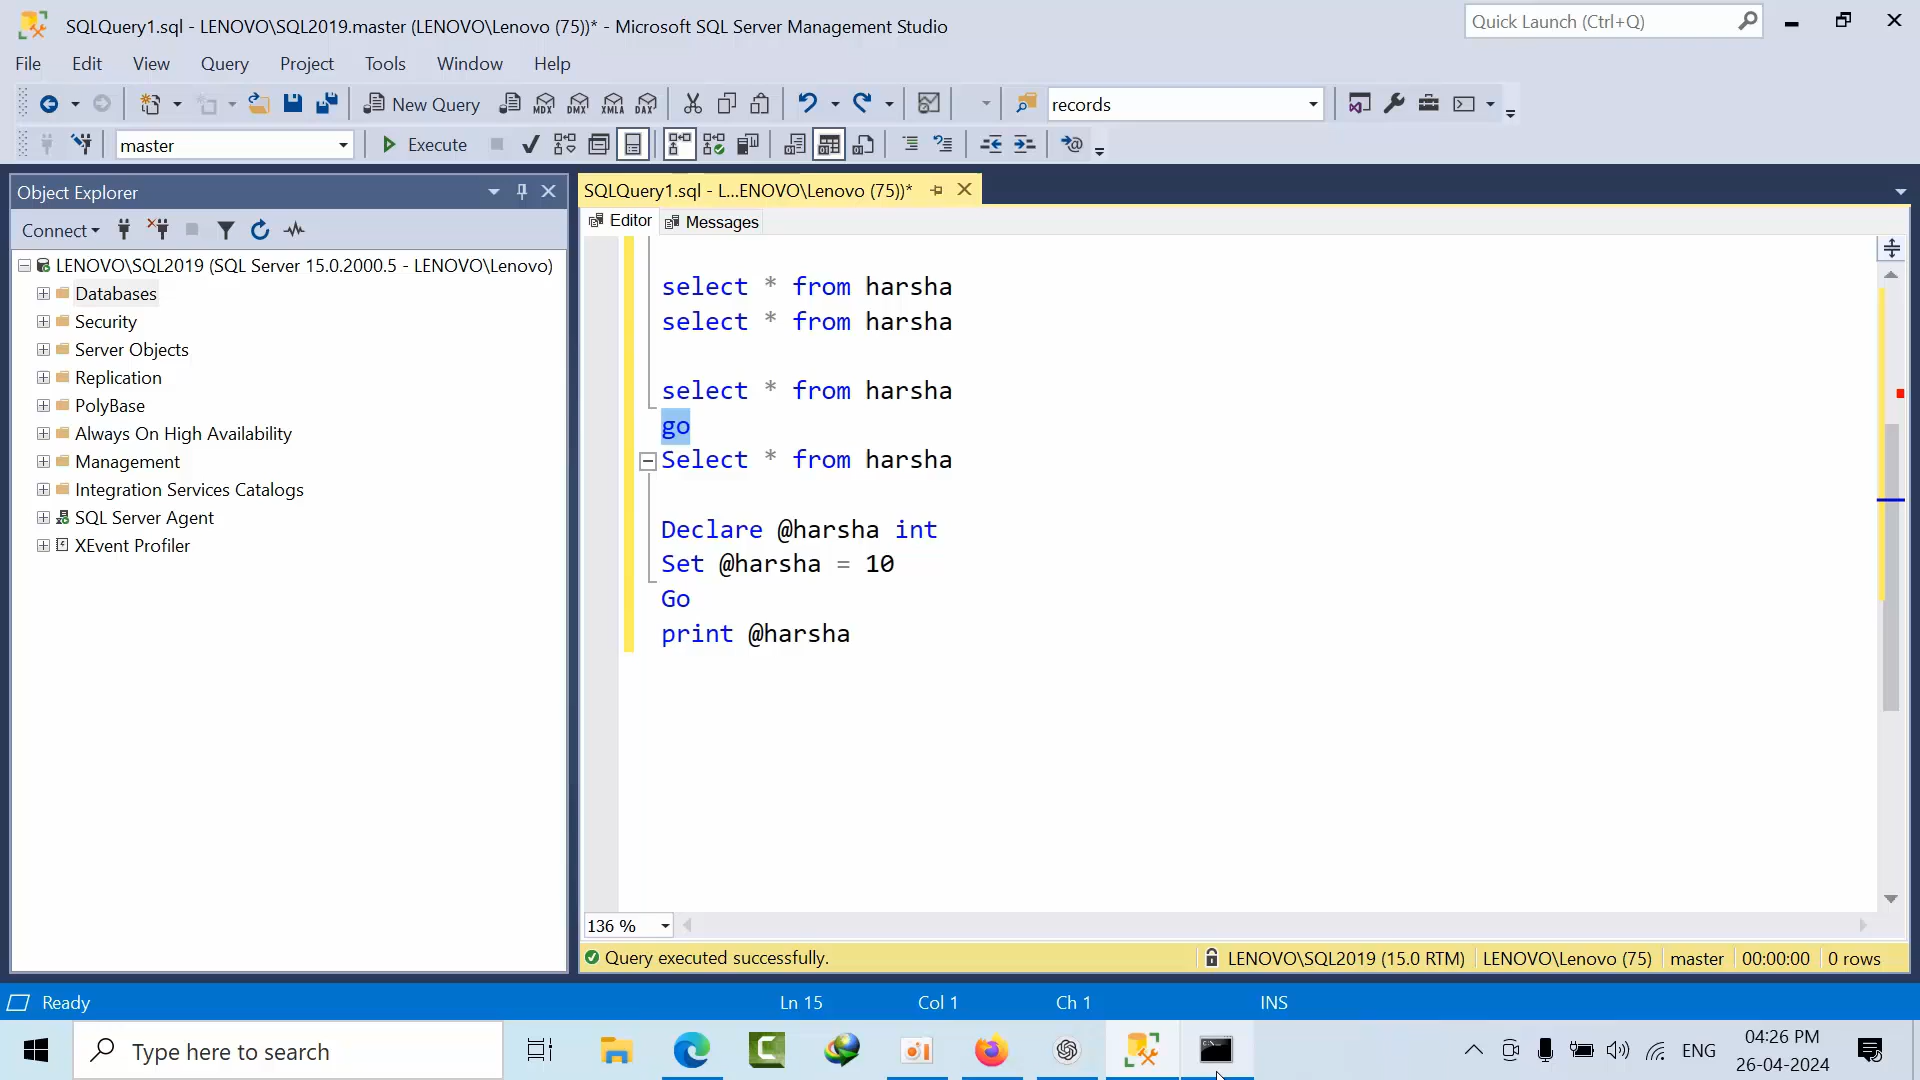 SQLQuery1.sql - LENOVO\SQL2019.master (LENOVO\Lenovo (75))* - Microsoft SQL Server Management Studio
Quick Launch (Ctrl+Q)
File Edit View Query Project Tools Window Help
New Query MDX DMX XMLA DAX records
master Execute
Object Explorer
SQLQuery1.sql - L...ENOVO\Lenovo (75))*
Connect
Editor Messages
LENOVO\SQL2019 (SQL Server 15.0.2000.5 - LENOVO\Lenovo)
Databases
Security
Server Objects
Replication
PolyBase
Always On High Availability
Management
Integration Services Catalogs
SQL Server Agent
XEvent Profiler
select * from harsha
select * from harsha
select * from harsha
go
Select * from harsha
Declare @harsha int
Set @harsha = 10
Go
print @harsha
136 %
Query executed successfully. LENOVO\SQL2019 (15.0 RTM) LENOVO\Lenovo (75) master 00:00:00 0 rows
Ready Ln 15 Col 1 Ch 1 INS
Type here to search
ENG
04:26 PM
26-04-2024